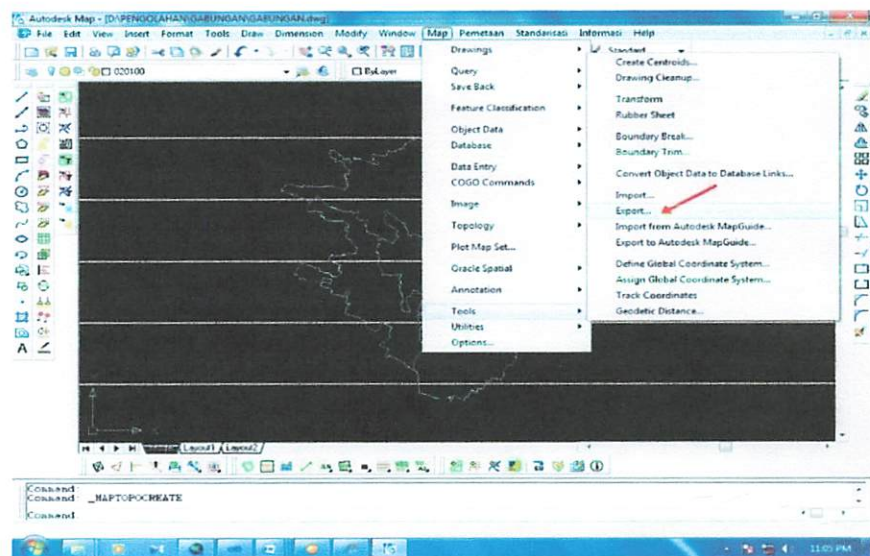 Autodesk Map - [D:\PENGOLAHAN\GABUNGAN\GABUNGAN.dwg]
File Edit View Insert Format Tools Draw Dimension Modify Window Map Pemetaan Standarisasi Informasi Help
Standard
020100
ByLayer
Drawings
Query
Save Back
Feature Classification
Object Data
Database
Data Entry
COGO Commands
Image
Topology
Plot Map Set...
Oracle Spatial
Annotation
Tools
Utilities
Options...
Create Centroids...
Drawing Cleanup...
Transform
Rubber Sheet
Boundary Break...
Boundary Trim...
Convert Object Data to Database Links...
Import...
Export...
Import from Autodesk MapGuide...
Export to Autodesk MapGuide...
Define Global Coordinate System...
Assign Global Coordinate System...
Track Coordinates
Geodetic Distance...
A
X
Layout1 Layout2
Command:
Command: _MAPTOPOCREATE
Command:
11:05 PM